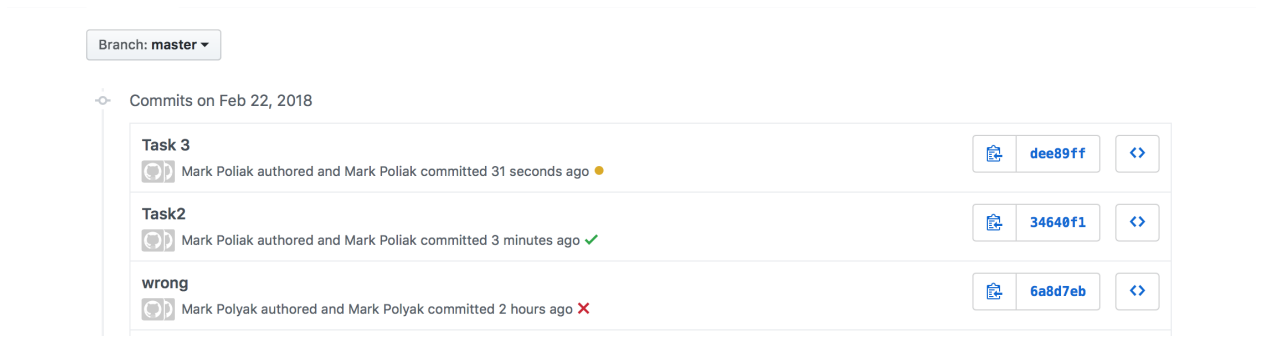 Branch: master
Commits on Feb 22, 2018
Task 3
Mark Poliak authored and Mark Poliak committed 31 seconds ago
dee89ff
Task2
Mark Poliak authored and Mark Poliak committed 3 minutes ago
34640f1
wrong
Mark Polyak authored and Mark Polyak committed 2 hours ago
6a8d7eb